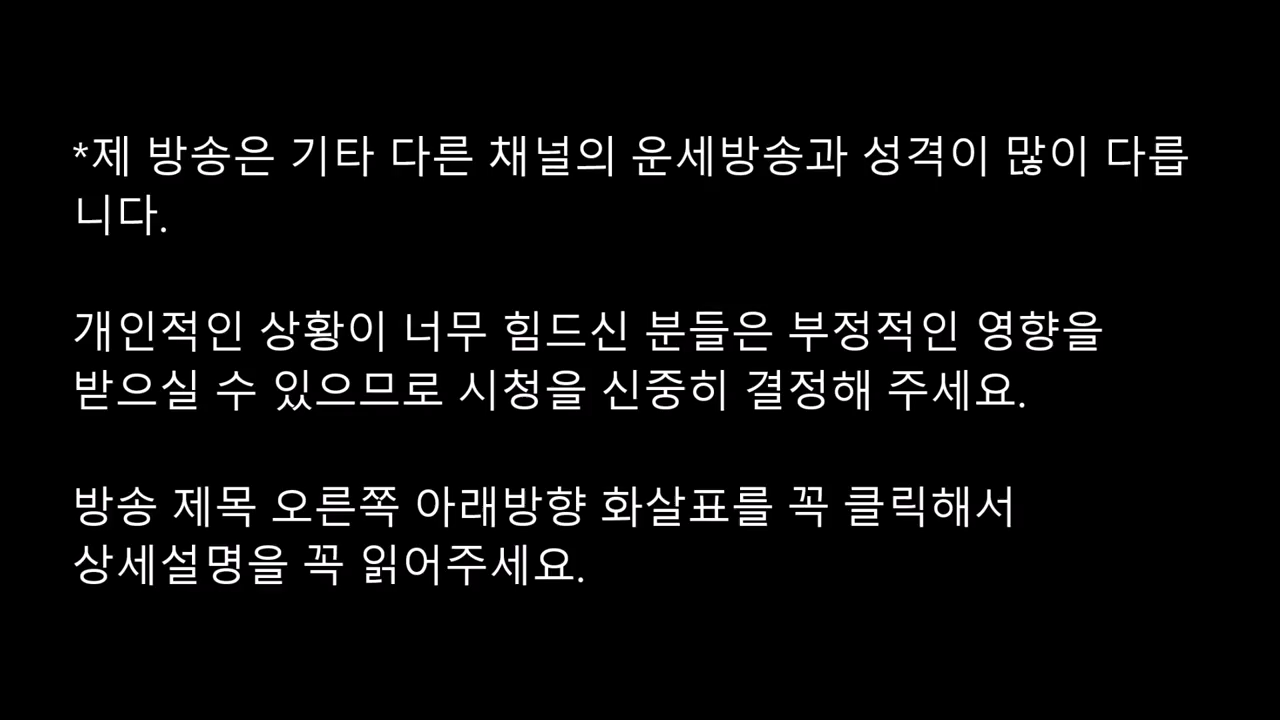 *제 방송은 기타 다른 채널의 운세방송과 성격이 많이 다릅
니다.
개인적인 상황이 너무 힘드신 분들은 부정적인 영향을
받으실 수 있으므로 시청을 신중히 결정해 주세요.
방송 제목 오른쪽 아래방향 화살표를 꼭 클릭해서
상세설명을 꼭 읽어주세요.